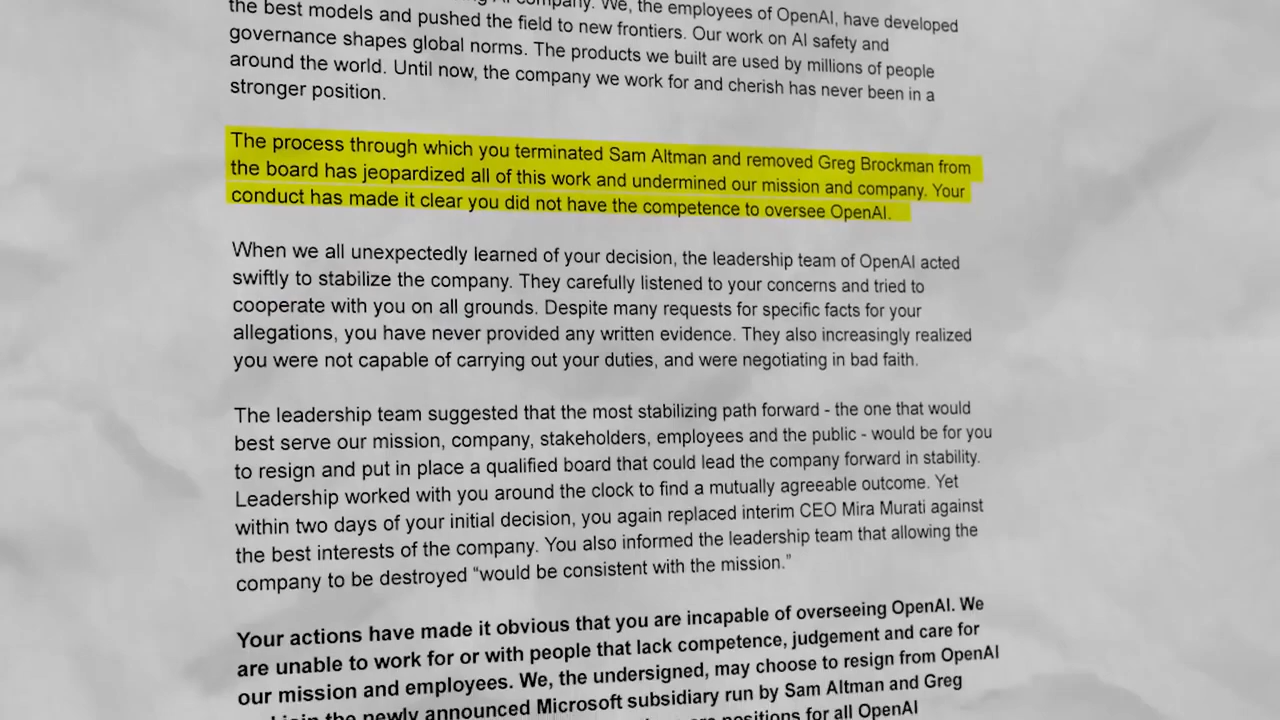 AI company. We, the employees of OpenAI, have developed
the best models and pushed the field to new frontiers. Our work on AI safety and
governance shapes global norms. The products we built are used by millions of people
around the world. Until now, the company we work for and cherish has never been in a
stronger position.
The process through which you terminated Sam Altman and removed Greg Brockman from
the board has jeopardized all of this work and undermined our mission and company. Your
conduct has made it clear you did not have the competence to oversee OpenAI.
When we all unexpectedly learned of your decision, the leadership team of OpenAI acted
swiftly to stabilize the company. They carefully listened to your concerns and tried to
cooperate with you on all grounds. Despite many requests for specific facts for your
allegations, you have never provided any written evidence. They also increasingly realized
you were not capable of carrying out your duties, and were negotiating in bad faith.
The leadership team suggested that the most stabilizing path forward - the one that would
best serve our mission, company, stakeholders, employees and the public - would be for you
to resign and put in place a qualified board that could lead the company forward in stability.
Leadership worked with you around the clock to find a mutually agreeable outcome. Yet
within two days of your initial decision, you again replaced interim CEO Mira Murati against
the best interests of the company. You also informed the leadership team that allowing the
company to be destroyed “would be consistent with the mission.”
Your actions have made it obvious that you are incapable of overseeing OpenAI. We
are unable to work for or with people that lack competence, judgement and care for
our mission and employees. We, the undersigned, may choose to resign from OpenAI
the newly announced Microsoft subsidiary run by Sam Altman and Greg
positions for all OpenAI